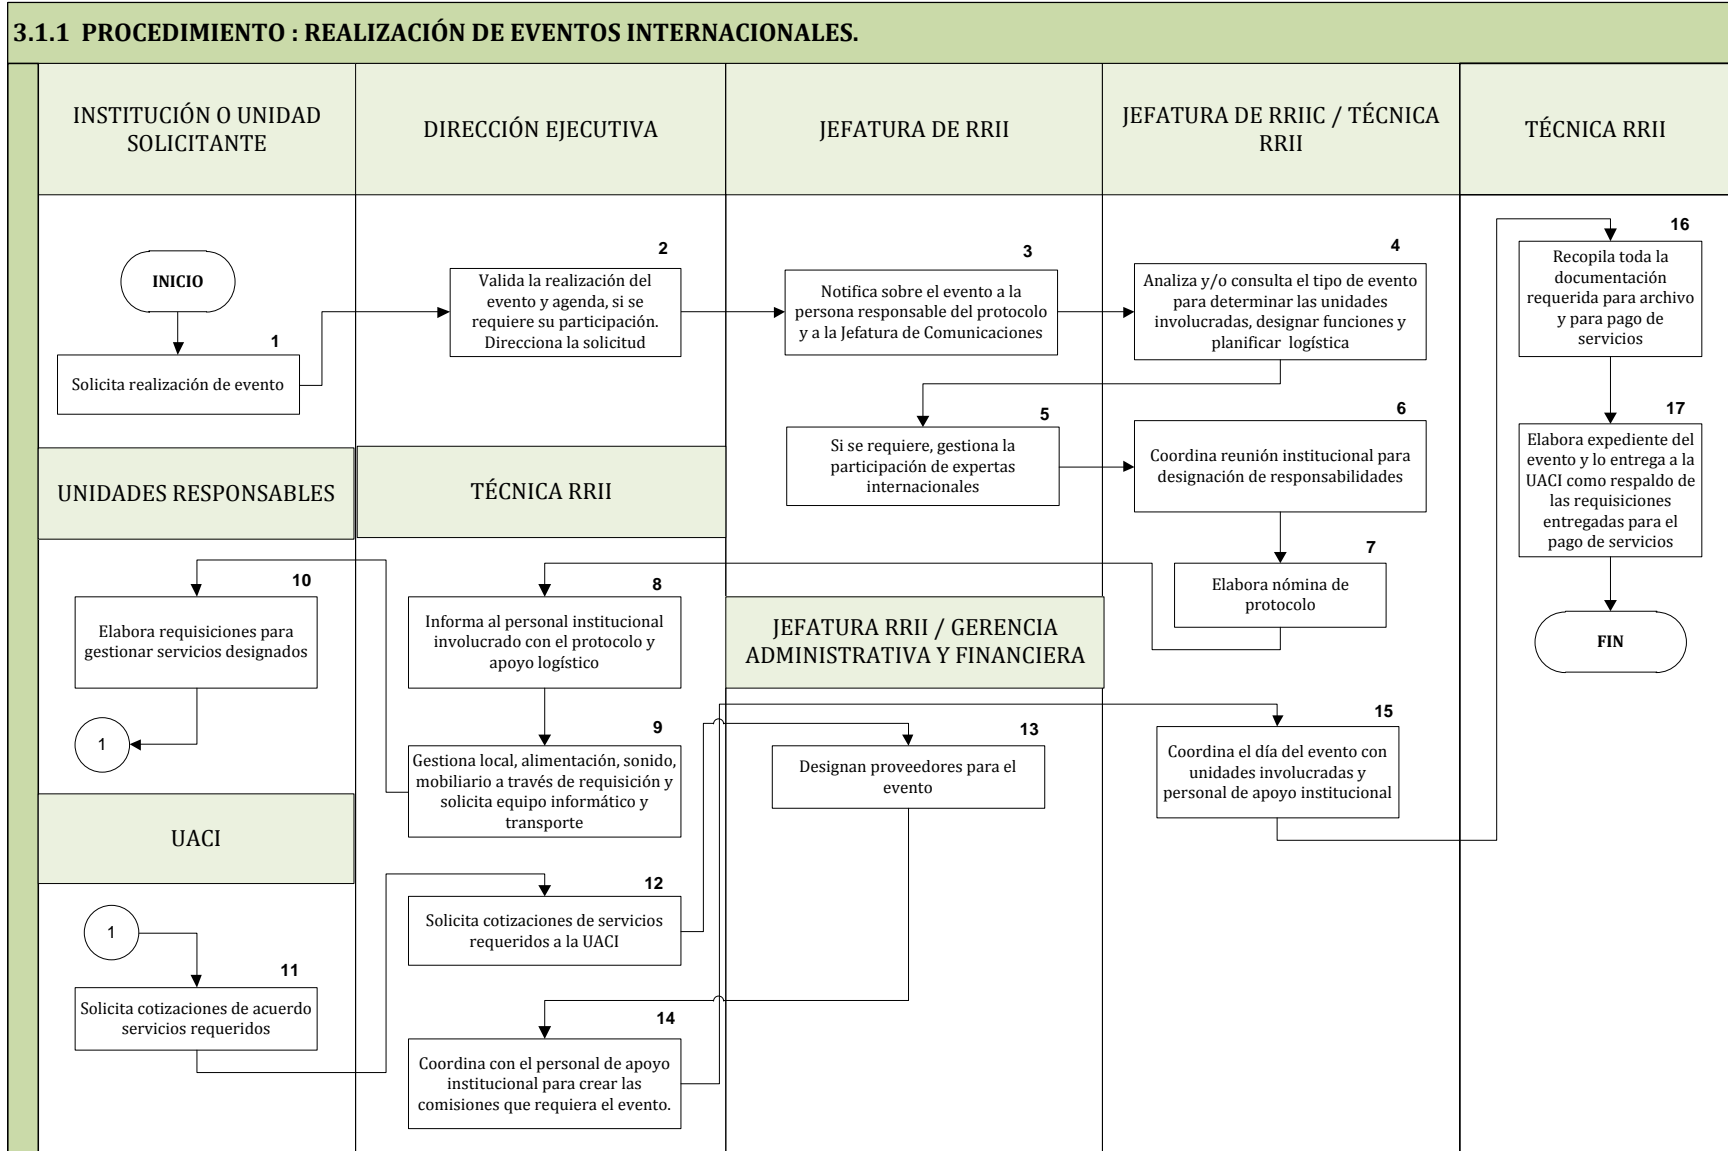 3.1.1 PROCEDIMIENTO : REALIZACIÓN DE EVENTOS INTERNACIONALES.
INSTITUCIÓN O UNIDAD
SOLICITANTE
DIRECCIÓN EJECUTIVA
JEFATURA DE RRII
JEFATURA DE RRIIC / TÉCNICA
RRII
TÉCNICA RRII
INICIO
1
Solicita realización de evento
2
Valida la realización del
evento y agenda, si se
requiere su participación.
Direcciona la solicitud
3
Notifica sobre el evento a la
persona responsable del protocolo
y a la Jefatura de Comunicaciones
4
Analiza y/o consulta el tipo de evento
para determinar las unidades
involucradas, designar funciones y
planificar logística
5
Si se requiere, gestiona la
participación de expertas
internacionales
6
Coordina reunión institucional para
designación de responsabilidades
7
Elabora nómina de
protocolo
UNIDADES RESPONSABLES
TÉCNICA RRII
8
Informa al personal institucional
involucrado con el protocolo y
apoyo logístico
9
Gestiona local, alimentación, sonido,
mobiliario a través de requisición y
solicita equipo informático y
transporte
10
Elabora requisiciones para
gestionar servicios designados
1
UACI
1
11
Solicita cotizaciones de acuerdo
servicios requeridos
12
Solicita cotizaciones de servicios
requeridos a la UACI
JEFATURA RRII / GERENCIA
ADMINISTRATIVA Y FINANCIERA
13
Designan proveedores para el
evento
14
Coordina con el personal de apoyo
institucional para crear las
comisiones que requiera el evento.
15
Coordina el día del evento con
unidades involucradas y
personal de apoyo institucional
16
Recopila toda la
documentación
requerida para archivo
y para pago de
servicios
17
Elabora expediente del
evento y lo entrega a la
UACI como respaldo de
las requisiciones
entregadas para el
pago de servicios
FIN